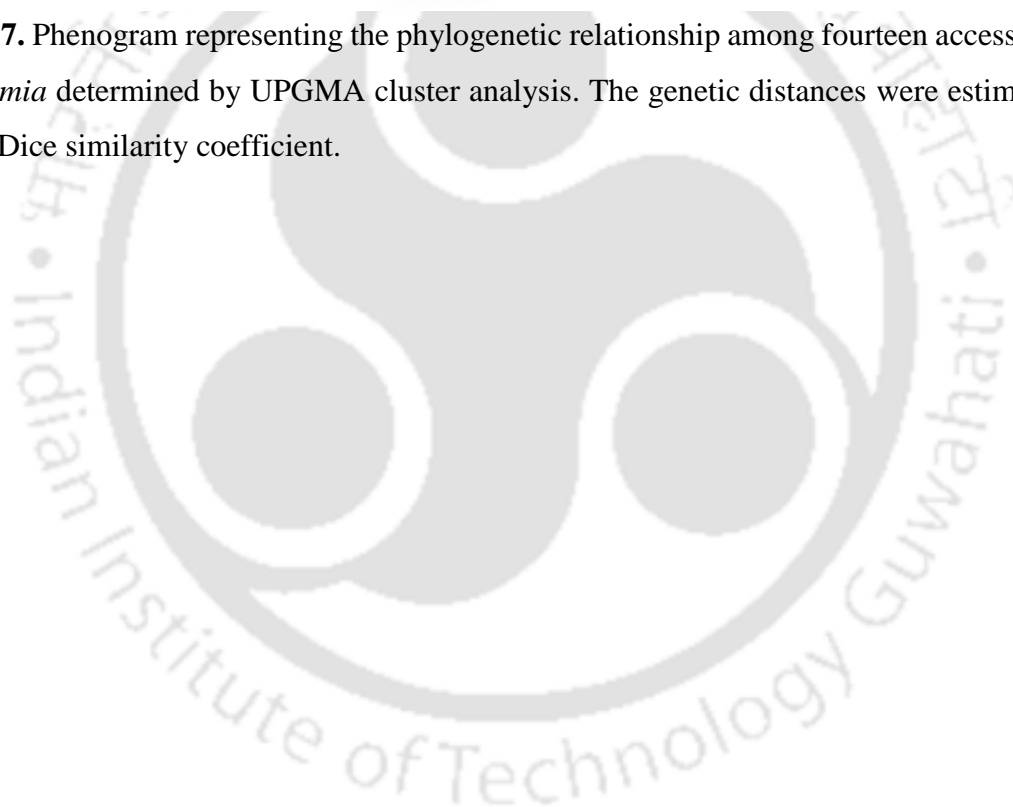 7. Phenogram representing the phylogenetic relationship among fourteen access
mia determined by UPGMA cluster analysis. The genetic distances were estim
Dice similarity coefficient.
• Indian Institute of Technology Guwahati •